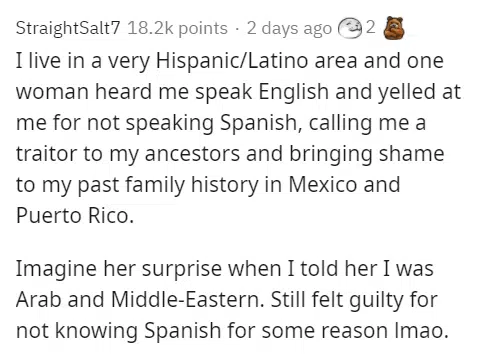 StraightSalt7 18.2k points · 2 days ago 2
I live in a very Hispanic/Latino area and one
woman heard me speak English and yelled at
me for not speaking Spanish, calling me a
traitor to my ancestors and bringing shame
to my past family history in Mexico and
Puerto Rico.
Imagine her surprise when I told her I was
Arab and Middle-Eastern. Still felt guilty for
not knowing Spanish for some reason lmao.